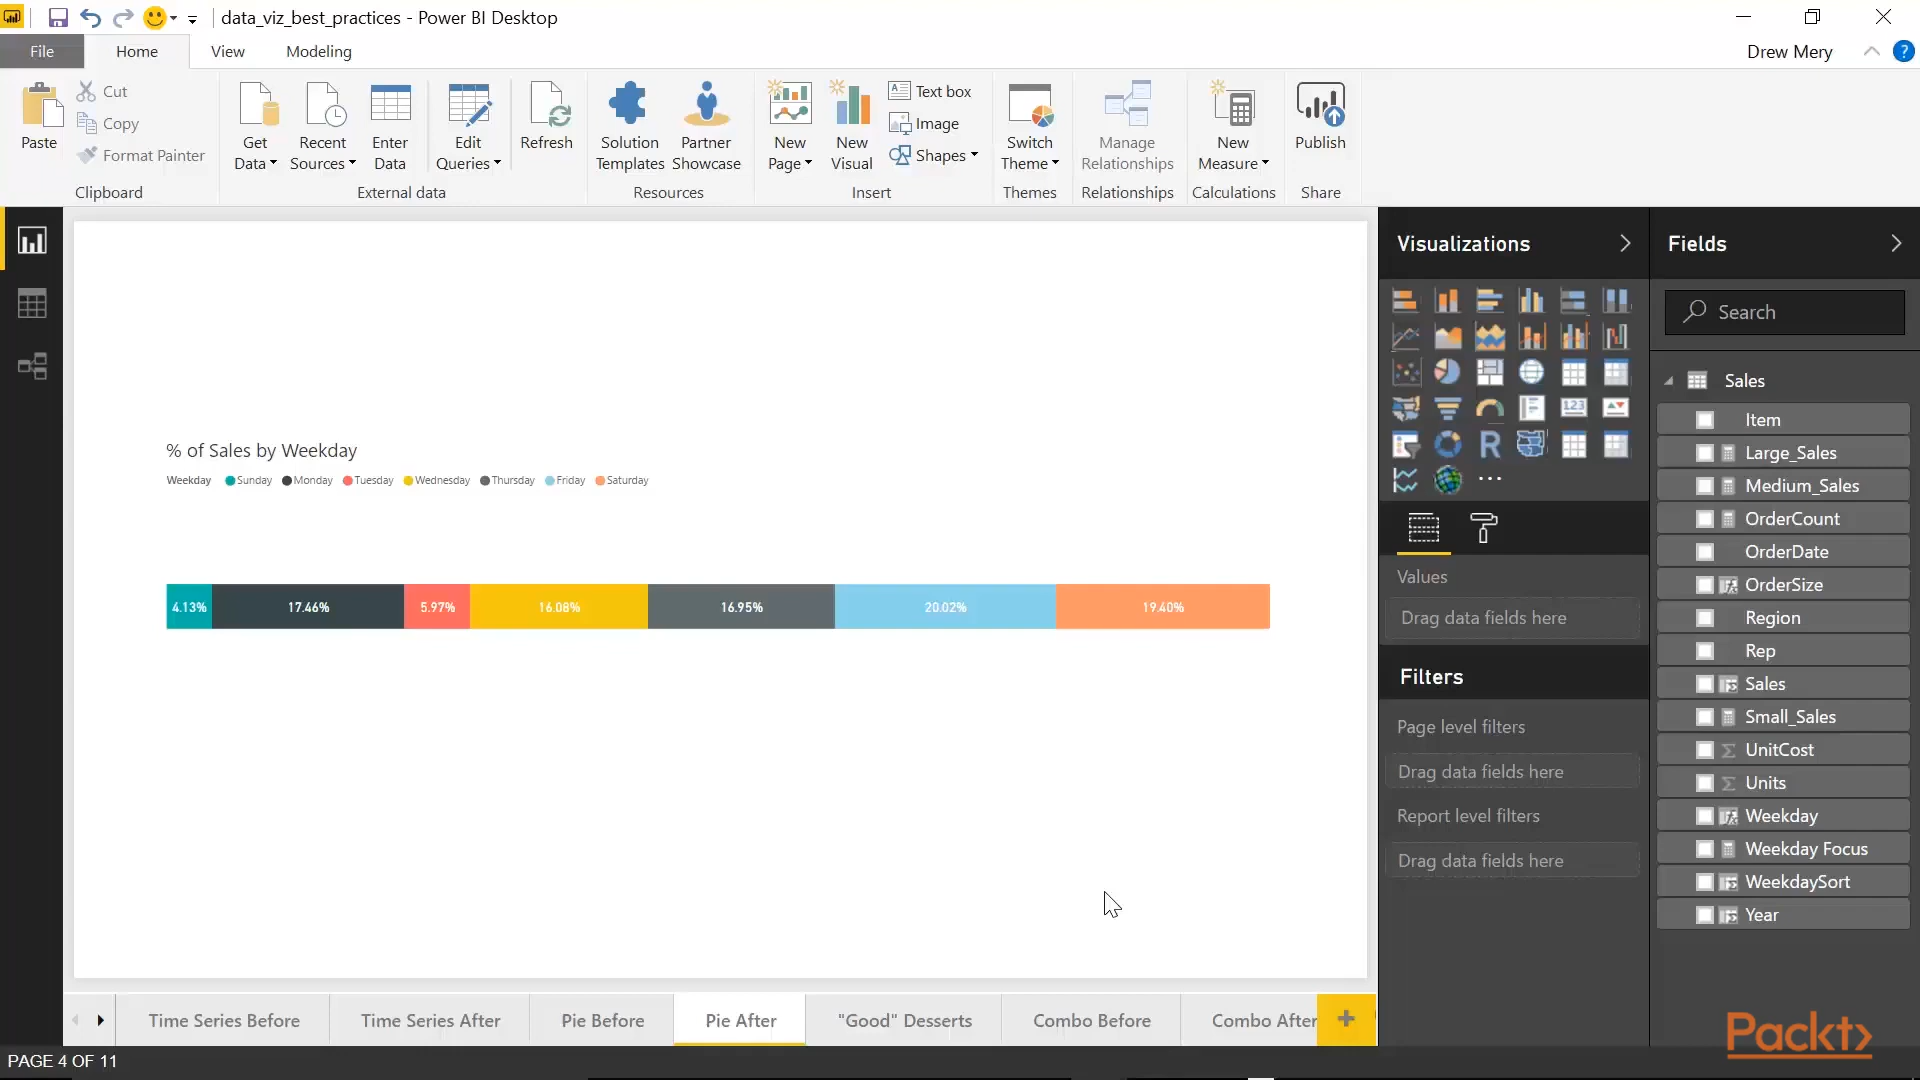 data_viz_best_practices - Power BI Desktop
File
Home
View
Modeling
Drew Mery
?
Paste
Cut
Copy
Format Painter
Clipboard
Get
Data
Recent
Sources
Enter
Data
Edit
Queries
Refresh
External data
Solution
Templates
Partner
Showcase
Resources
New
Page
New
Visual
Text box
Image
Shapes
Insert
Switch
Theme
Themes
Manage
Relationships
Relationships
New
Measure
Calculations
Publish
Share
% of Sales by Weekday
Weekday Sunday Monday Tuesday Wednesday Thursday Friday Saturday
4.13% 17.46% 5.97% 16.08% 16.95% 20.02% 19.40%
Visualizations
R
123
Values
Drag data fields here
Filters
Page level filters
Drag data fields here
Report level filters
Drag data fields here
Fields
Search
Sales
Item
Large_Sales
Medium_Sales
OrderCount
OrderDate
OrderSize
Region
Rep
Sales
Small_Sales
UnitCost
Units
Weekday
Weekday Focus
WeekdaySort
Year
Time Series Before
Time Series After
Pie Before
Pie After
"Good" Desserts
Combo Before
Combo After
+
PAGE 4 OF 11
Packt>